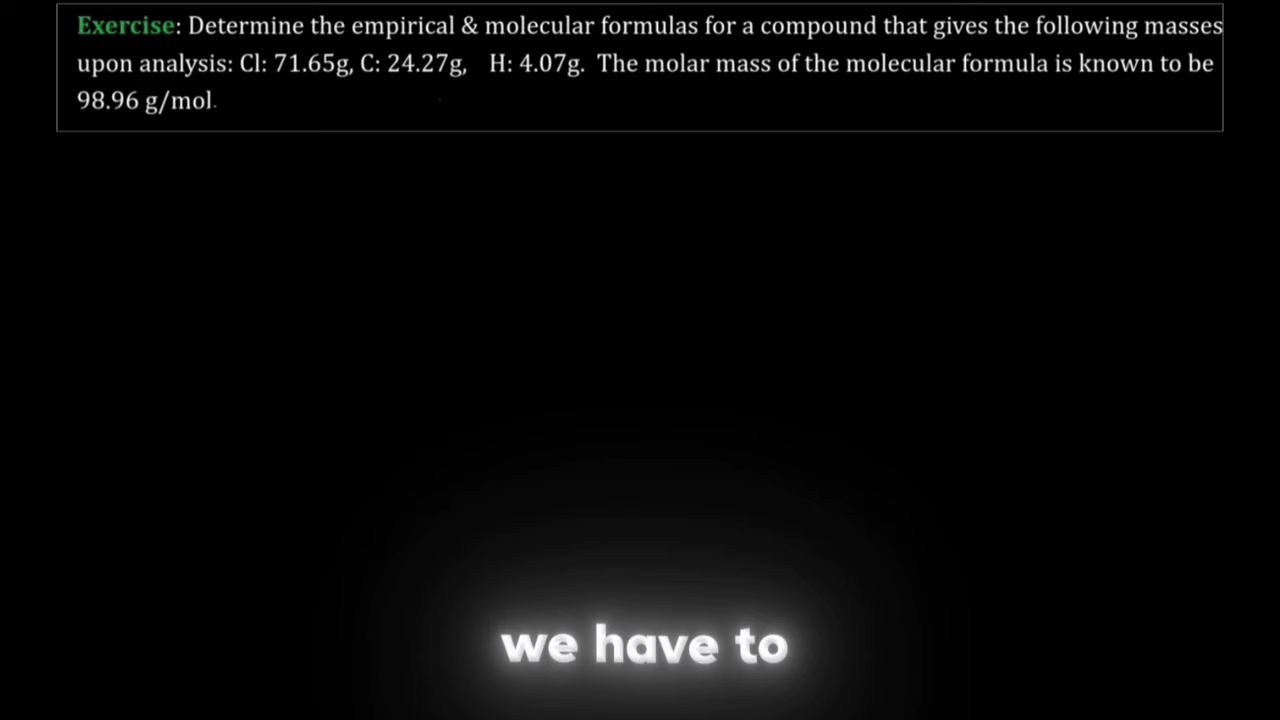 Exercise: Determine the empirical & molecular formulas for a compound that gives the following masses
upon analysis: Cl: 71.65g, C: 24.27g, H: 4.07g. The molar mass of the molecular formula is known to be
98.96 g/mol.
we have to